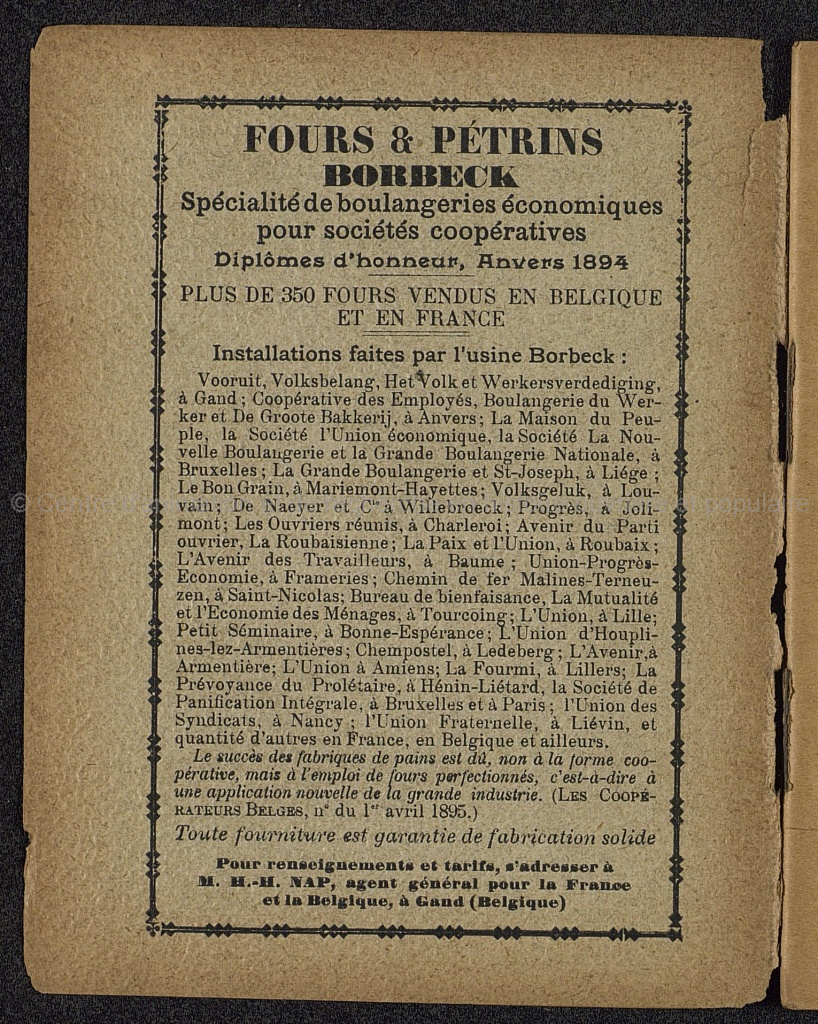 FOURS & PÉTRINS
BORBECK
Spécialité de boulangeries économiques
pour sociétés coopératives
Diplômes d'honneur, Anvers 1894
PLUS DE 350 FOURS VENDUS EN BELGIQUE
ET EN FRANCE
Installations faites par l'usine Borbeck :
Vooruit, Volksbelang, Het Volk et Werkersverdediging,
à Gand ; Coopérative des Employés, Boulangerie du Wer-
ker et De Groote Bakkerij, à Anvers ; La Maison du Peu-
ple, la Société l'Union économique, la Société La Nou-
velle Boulangerie et la Grande Boulangerie Nationale, à
Bruxelles ; La Grande Boulangerie et St-Joseph, à Liége ;
Le Bon Grain, à Mariemont-Hayettes ; Volksgeluk, à Lou-
vain ; De Naeyer et Cie à Willebroeck ; Progrès, à Joli-
mont ; Les Ouvriers réunis, à Charleroi ; Avenir du Parti
ouvrier, La Roubaisienne ; La Paix et l'Union, à Roubaix ;
L'Avenir des Travailleurs, à Baume ; Union-Progrès-
Economie, à Frameries ; Chemin de fer Malines-Terneu-
zen, à Saint-Nicolas; Bureau de bienfaisance, La Mutualité
et l'Economie des Ménages, à Tourcoing ; L'Union, à Lille;
Petit Séminaire, à Bonne-Espérance ; L'Union d'Houpli-
nes-lez-Armentières ; Chempostel, à Ledeberg ; L'Avenir,à
Armentière; L'Union à Amiens; La Fourmi, à Lillers; La
Prévoyance du Prolétaire, à Hénin-Liétard, la Société de
Panification Intégrale, à Bruxelles et à Paris ; l'Union des
Syndicats, à Nancy ; l'Union Fraternelle, à Liévin, et
quantité d'autres en France, en Belgique et ailleurs.
Le succès des fabriques de pains est dû, non à la forme coo-
pérative, mais à l'emploi de fours perfectionnés, c'est-à-dire à
une application nouvelle de la grande industrie. (LES COOPÉ-
RATEURS BELGES, n° du 1er avril 1895.)
Toute fourniture est garantie de fabrication solide
Pour renseignements et tarifs, s'adresser à
M. H.-H. NAP, agent général pour la France
et la Belgique, à Gand (Belgique)